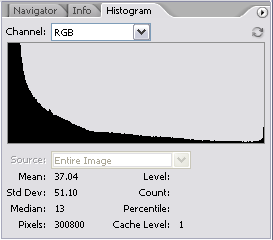 Navigator Info Histogram
Channel: RGB
Source: Entire Image
Mean: 37.04 Level:
Std Dev: 51.10 Count:
Median: 13 Percentile:
Pixels: 300800 Cache Level: 1